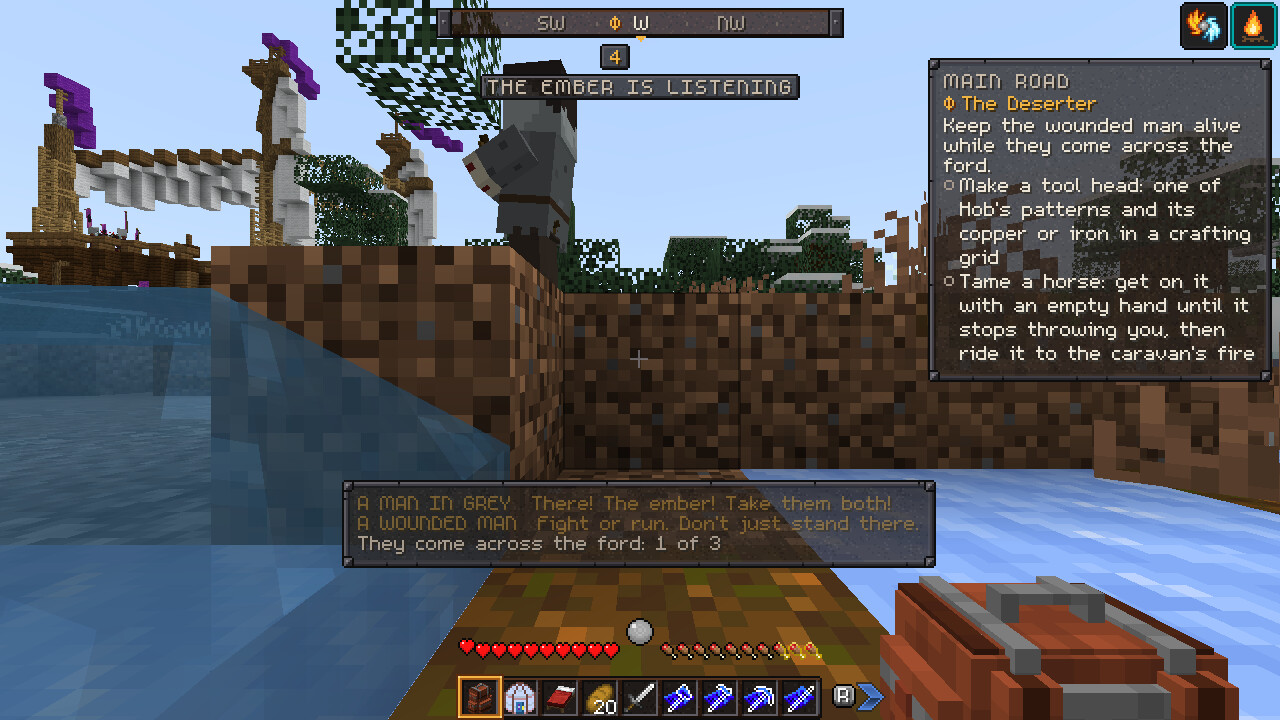 SW W NW
4
THE EMBER IS LISTENING
MAIN ROAD
The Deserter
Keep the wounded man alive
while they come across the
ford.
Make a tool head: one of
Hob's patterns and its
copper or iron in a crafting
grid
Tame a horse: get on it
with an empty hand until it
stops throwing you, then
ride it to the caravan's fire
A MAN IN GREY There! The ember! Take them both!
A WOUNDED MAN Fight or run. Don't just stand there.
They come across the ford: 1 of 3
20
R